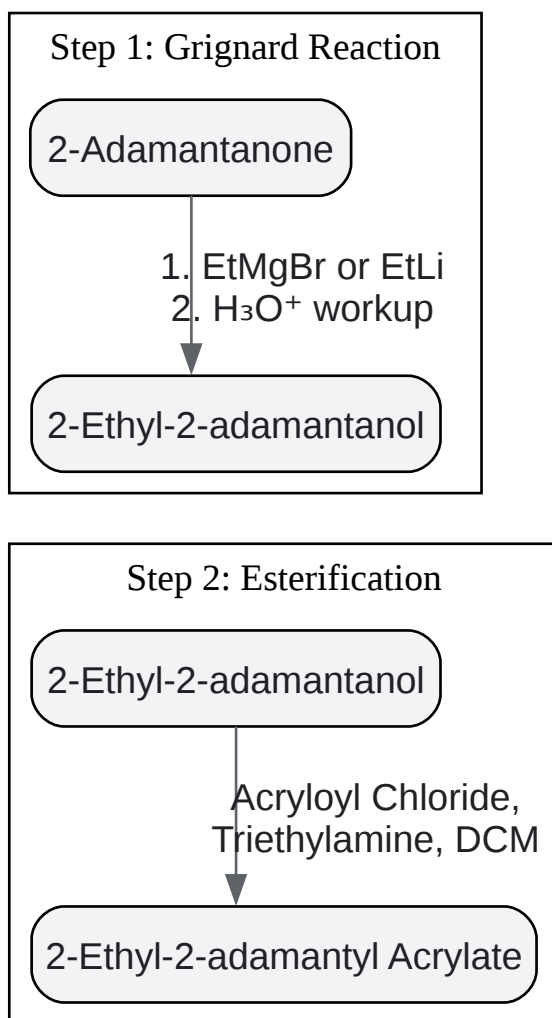 Step 1: Grignard Reaction
2-Adamantanone
1. EtMgBr or EtLi
2. H₃O⁺ workup
2-Ethyl-2-adamantanol
Step 2: Esterification
2-Ethyl-2-adamantanol
Acryloyl Chloride,
Triethylamine, DCM
2-Ethyl-2-adamantyl Acrylate